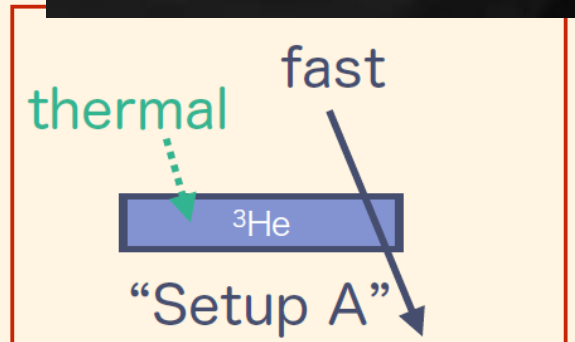 fast
thermal
³He
“Setup A”